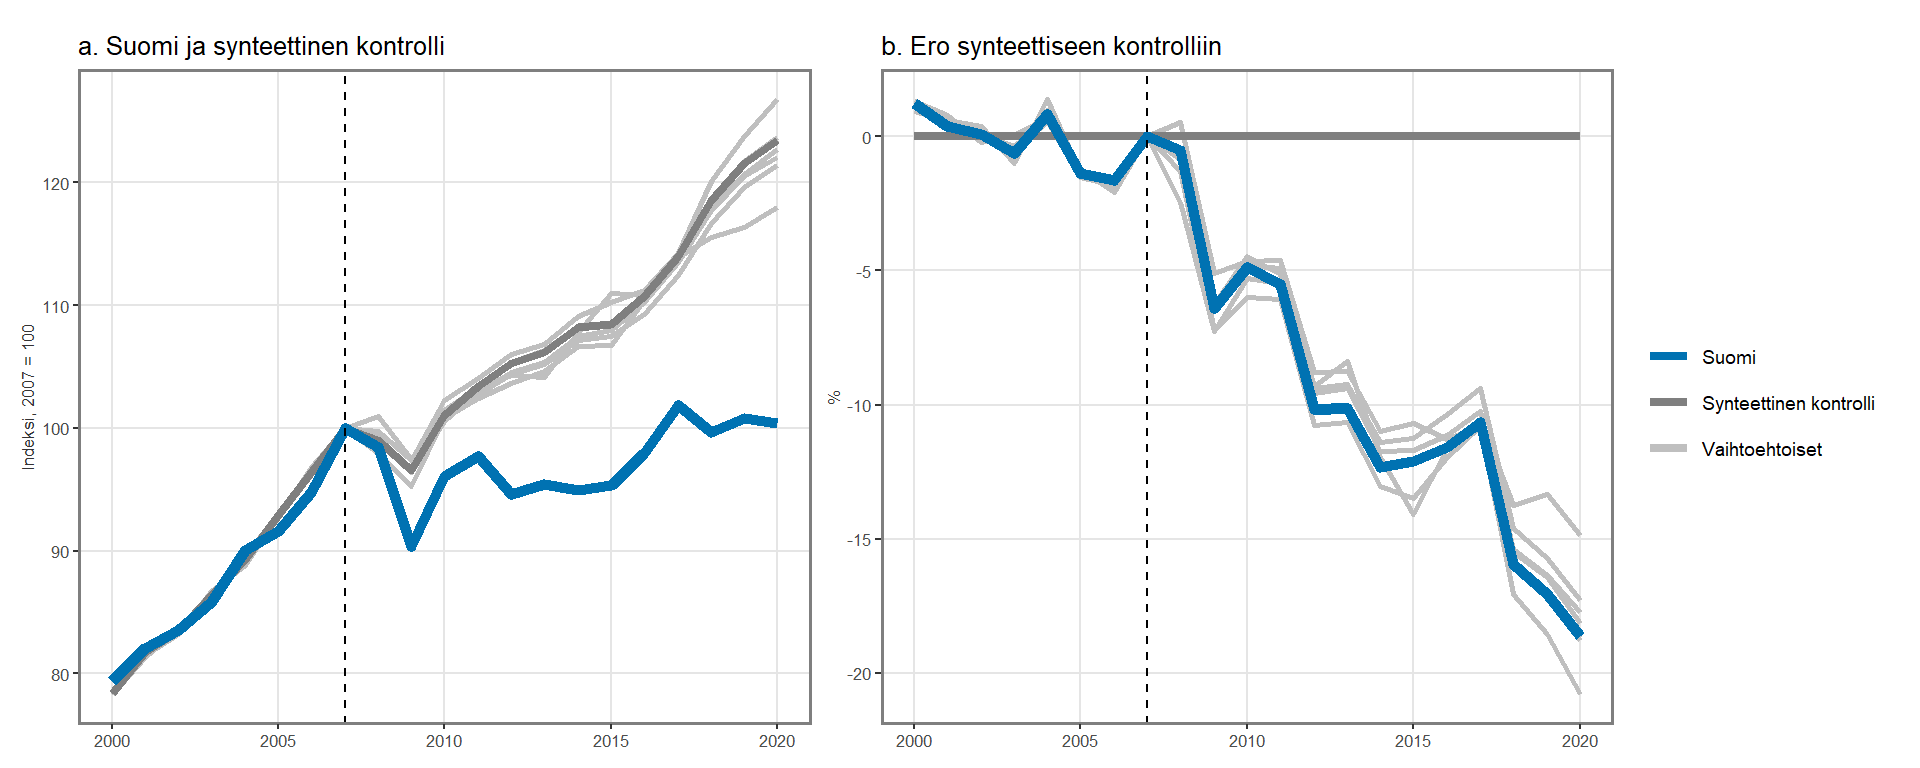 a. Suomi ja synteettinen kontrolli
Indeksi, 2007 = 100
120
110
100
90
80
2000 2005 2010 2015 2020
b. Ero synteettiseen kontrolliin
%
0
-5
-10
-15
-20
2000 2005 2010 2015 2020
Suomi
Synteettinen kontrolli
Vaihtoehtoiset